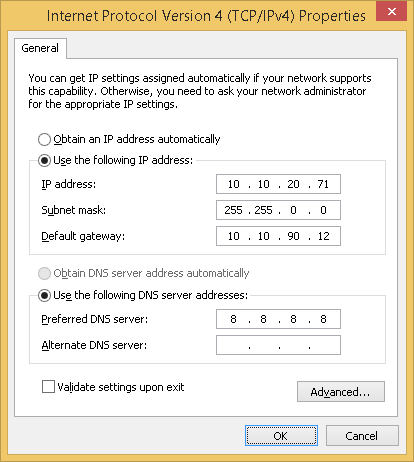 Internet Protocol Version 4 (TCP/IPv4) Properties
General
You can get IP settings assigned automatically if your network supports
this capability. Otherwise, you need to ask your network administrator
for the appropriate IP settings.
Obtain an IP address automatically
Use the following IP address:
IP address: 10 . 10 . 20 . 71
Subnet mask: 255 . 255 . 0 . 0
Default gateway: 10 . 10 . 90 . 12
Obtain DNS server address automatically
Use the following DNS server addresses:
Preferred DNS server: 8 . 8 . 8 . 8
Alternate DNS server: . . .
Validate settings upon exit
Advanced...
OK Cancel